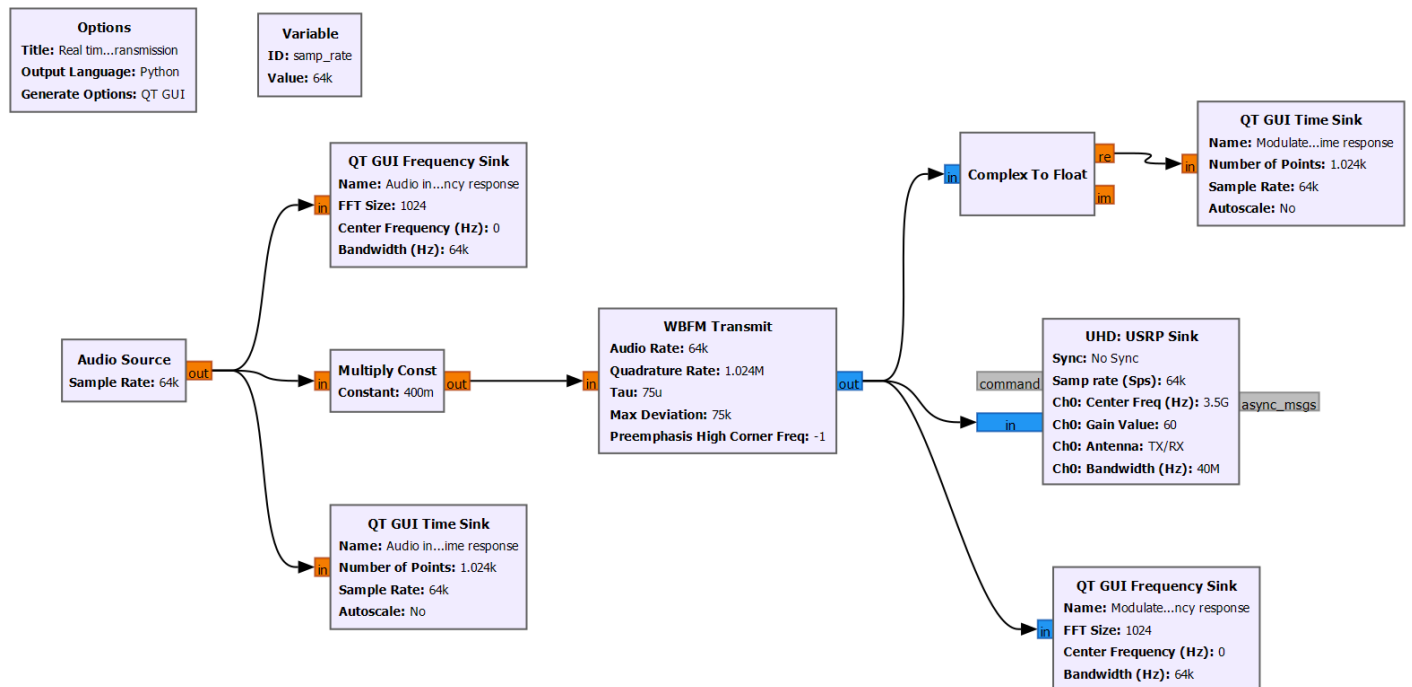 Options
Title: Real tim...ransmission
Output Language: Python
Generate Options: QT GUI
Variable
ID: samp_rate
Value: 64k
QT GUI Frequency Sink
Name: Audio in...ncy response
FFT Size: 1024
Center Frequency (Hz): 0
Bandwidth (Hz): 64k
in
Audio Source
Sample Rate: 64k
out
Multiply Const
Constant: 400m
in
out
QT GUI Time Sink
Name: Audio in...ime response
Number of Points: 1.024k
Sample Rate: 64k
Autoscale: No
in
WBFM Transmit
Audio Rate: 64k
Quadrature Rate: 1.024M
Tau: 75u
Max Deviation: 75k
Preemphasis High Corner Freq: -1
in
out
Complex To Float
in
re
im
QT GUI Time Sink
Name: Modulate...ime response
Number of Points: 1.024k
Sample Rate: 64k
Autoscale: No
in
UHD: USRP Sink
Sync: No Sync
Samp rate (Sps): 64k
Ch0: Center Freq (Hz): 3.5G
Ch0: Gain Value: 60
Ch0: Antenna: TX/RX
Ch0: Bandwidth (Hz): 40M
command
in
async_msgs
QT GUI Frequency Sink
Name: Modulate...ncy response
FFT Size: 1024
Center Frequency (Hz): 0
Bandwidth (Hz): 64k
in